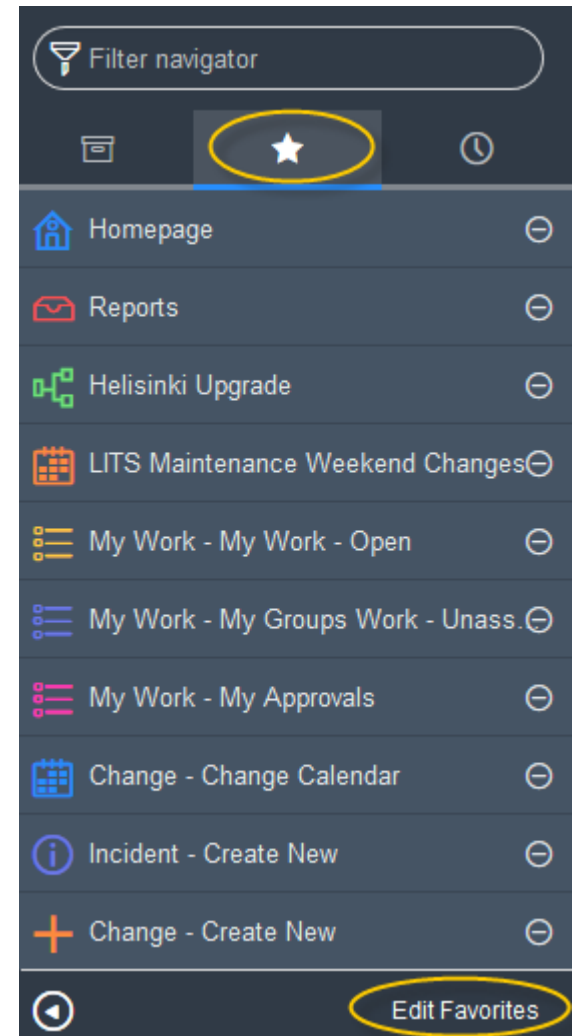 Filter navigator
Homepage
Reports
Helisinki Upgrade
LITS Maintenance Weekend Changes
My Work - My Work - Open
My Work - My Groups Work - Unass...
My Work - My Approvals
Change - Change Calendar
Incident - Create New
Change - Create New
Edit Favorites